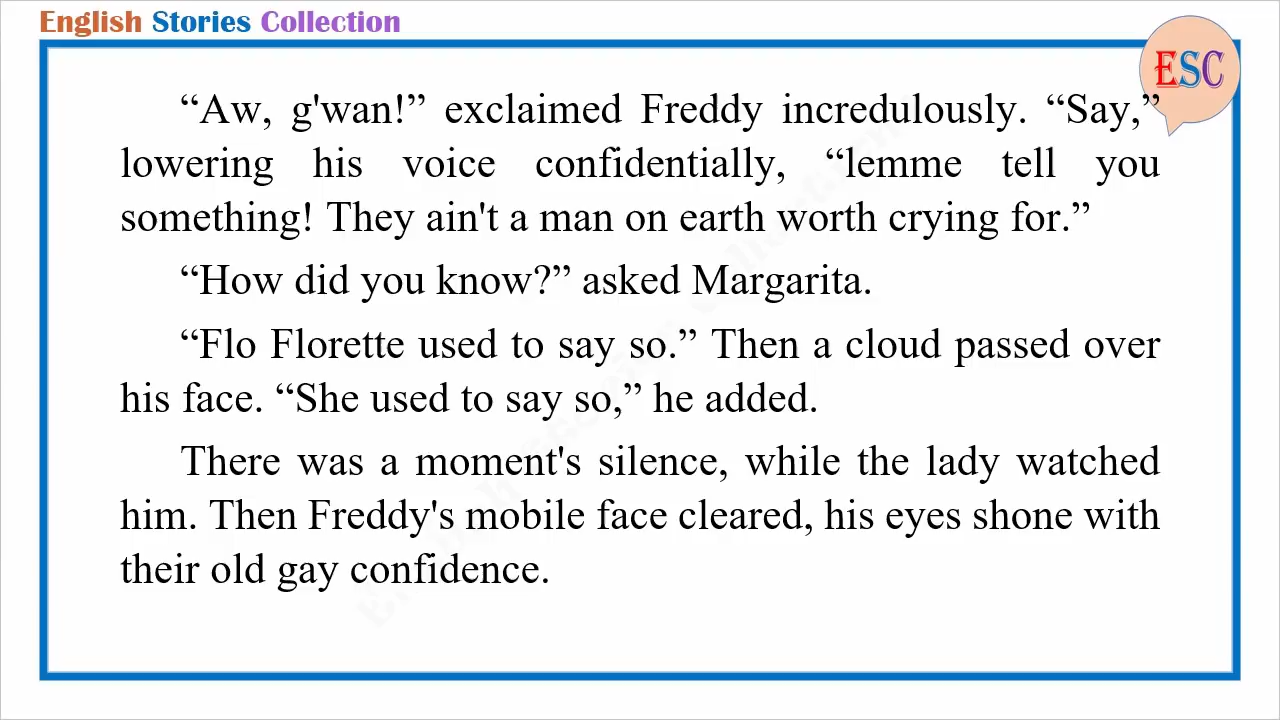 English Stories Collection
ESC
“Aw, g'wan!” exclaimed Freddy incredulously. “Say,”
lowering his voice confidentially, “lemme tell you
something! They ain't a man on earth worth crying for.”
“How did you know?” asked Margarita.
“Flo Florette used to say so.” Then a cloud passed over
his face. “She used to say so,” he added.
There was a moment's silence, while the lady watched
him. Then Freddy's mobile face cleared, his eyes shone with
their old gay confidence.